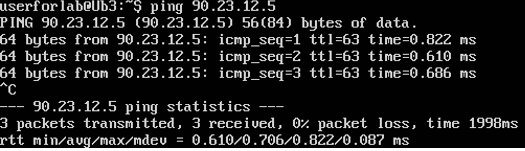 userforlab@Ub3:~$ ping 90.23.12.5
PING 90.23.12.5 (90.23.12.5) 56(84) bytes of data.
64 bytes from 90.23.12.5: icmp_seq=1 ttl=63 time=0.822 ms
64 bytes from 90.23.12.5: icmp_seq=2 ttl=63 time=0.610 ms
64 bytes from 90.23.12.5: icmp_seq=3 ttl=63 time=0.686 ms
^C
--- 90.23.12.5 ping statistics ---
3 packets transmitted, 3 received, 0% packet loss, time 1998ms
rtt min/avg/max/mdev = 0.610/0.706/0.822/0.087 ms